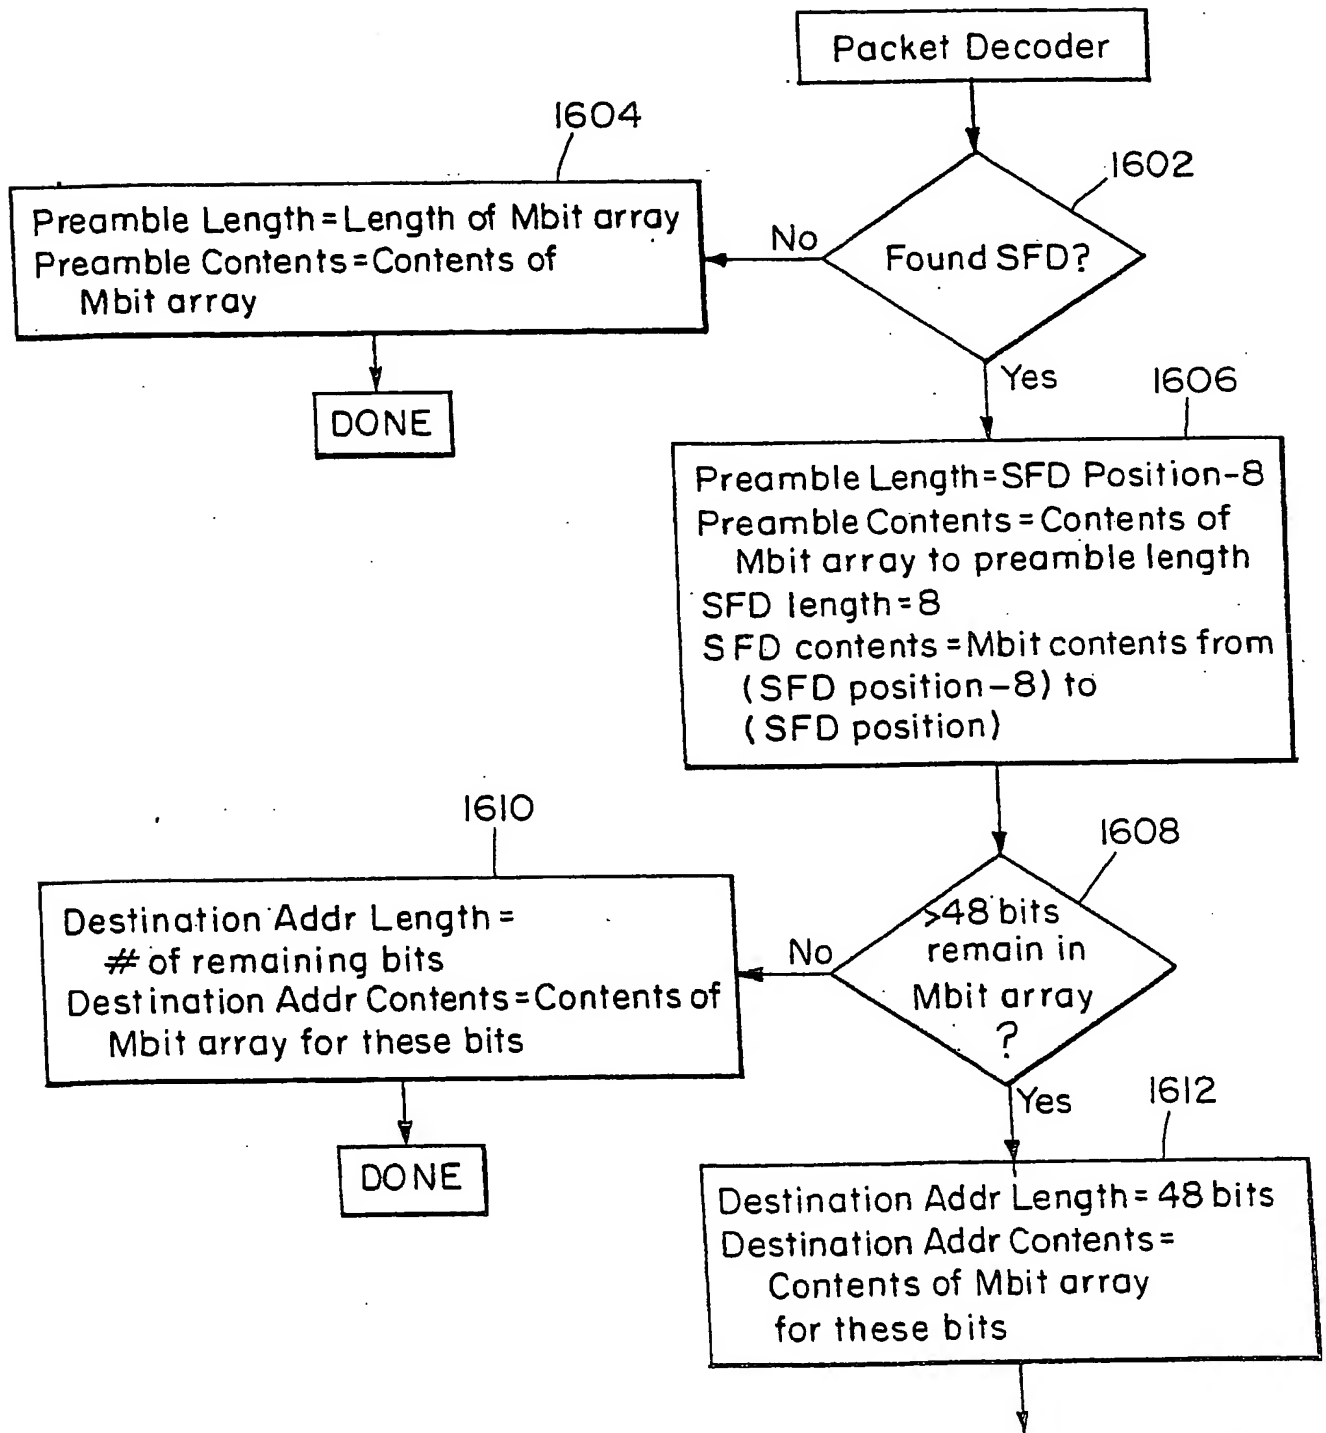 Packet Decoder
1604
1602
Preamble Length=Length of Mbit array
Preamble Contents=Contents of
Mbit array
No
Found SFD?
DONE
Yes
1606
Preamble Length=SFD Position-8
Preamble Contents=Contents of
Mbit array to preamble length
SFD length=8
SFD contents=Mbit contents from
(SFD position-8) to
(SFD position)
1610
1608
Destination Addr Length=
# of remaining bits
Destination Addr Contents=Contents of
Mbit array for these bits
No
>48 bits
remain in
Mbit array
?
DONE
Yes
1612
Destination Addr Length=48 bits
Destination Addr Contents=
Contents of Mbit array
for these bits